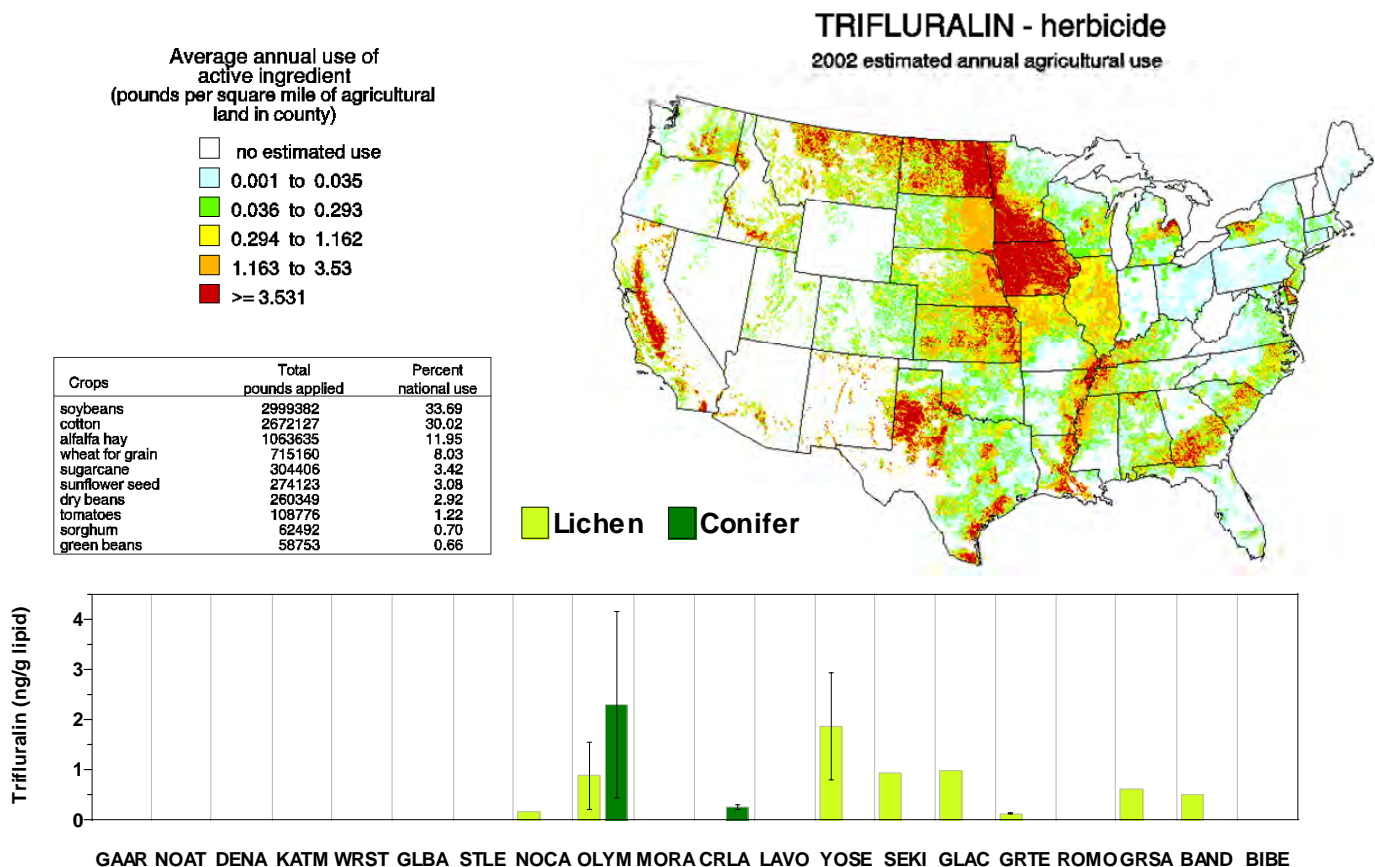 TRIFLURALIN - herbicide
2002 estimated annual agricultural use
Average annual use of
active ingredient
(pounds per square mile of agricultural
land in county)
no estimated use
0.001 to 0.035
0.036 to 0.293
0.294 to 1.162
1.163 to 3.53
>= 3.531
Crops Total pounds applied Percent national use
soybeans 2999382 33.69
cotton 2672127 30.02
alfalfa hay 1063635 11.95
wheat for grain 715160 8.03
sugarcane 304406 3.42
sunflower seed 274123 3.08
dry beans 260349 2.92
tomatoes 108776 1.22
sorghum 62492 0.70
green beans 58753 0.66
Lichen Conifer
Trifluralin (ng/g lipid)
4
3
2
1
0
GAAR NOAT DENA KATM WRST GLBA STLE NOCA OLYM MORA CRLA LAVO YOSE SEKI GLAC GRTE ROMO GRSA BAND BIBE